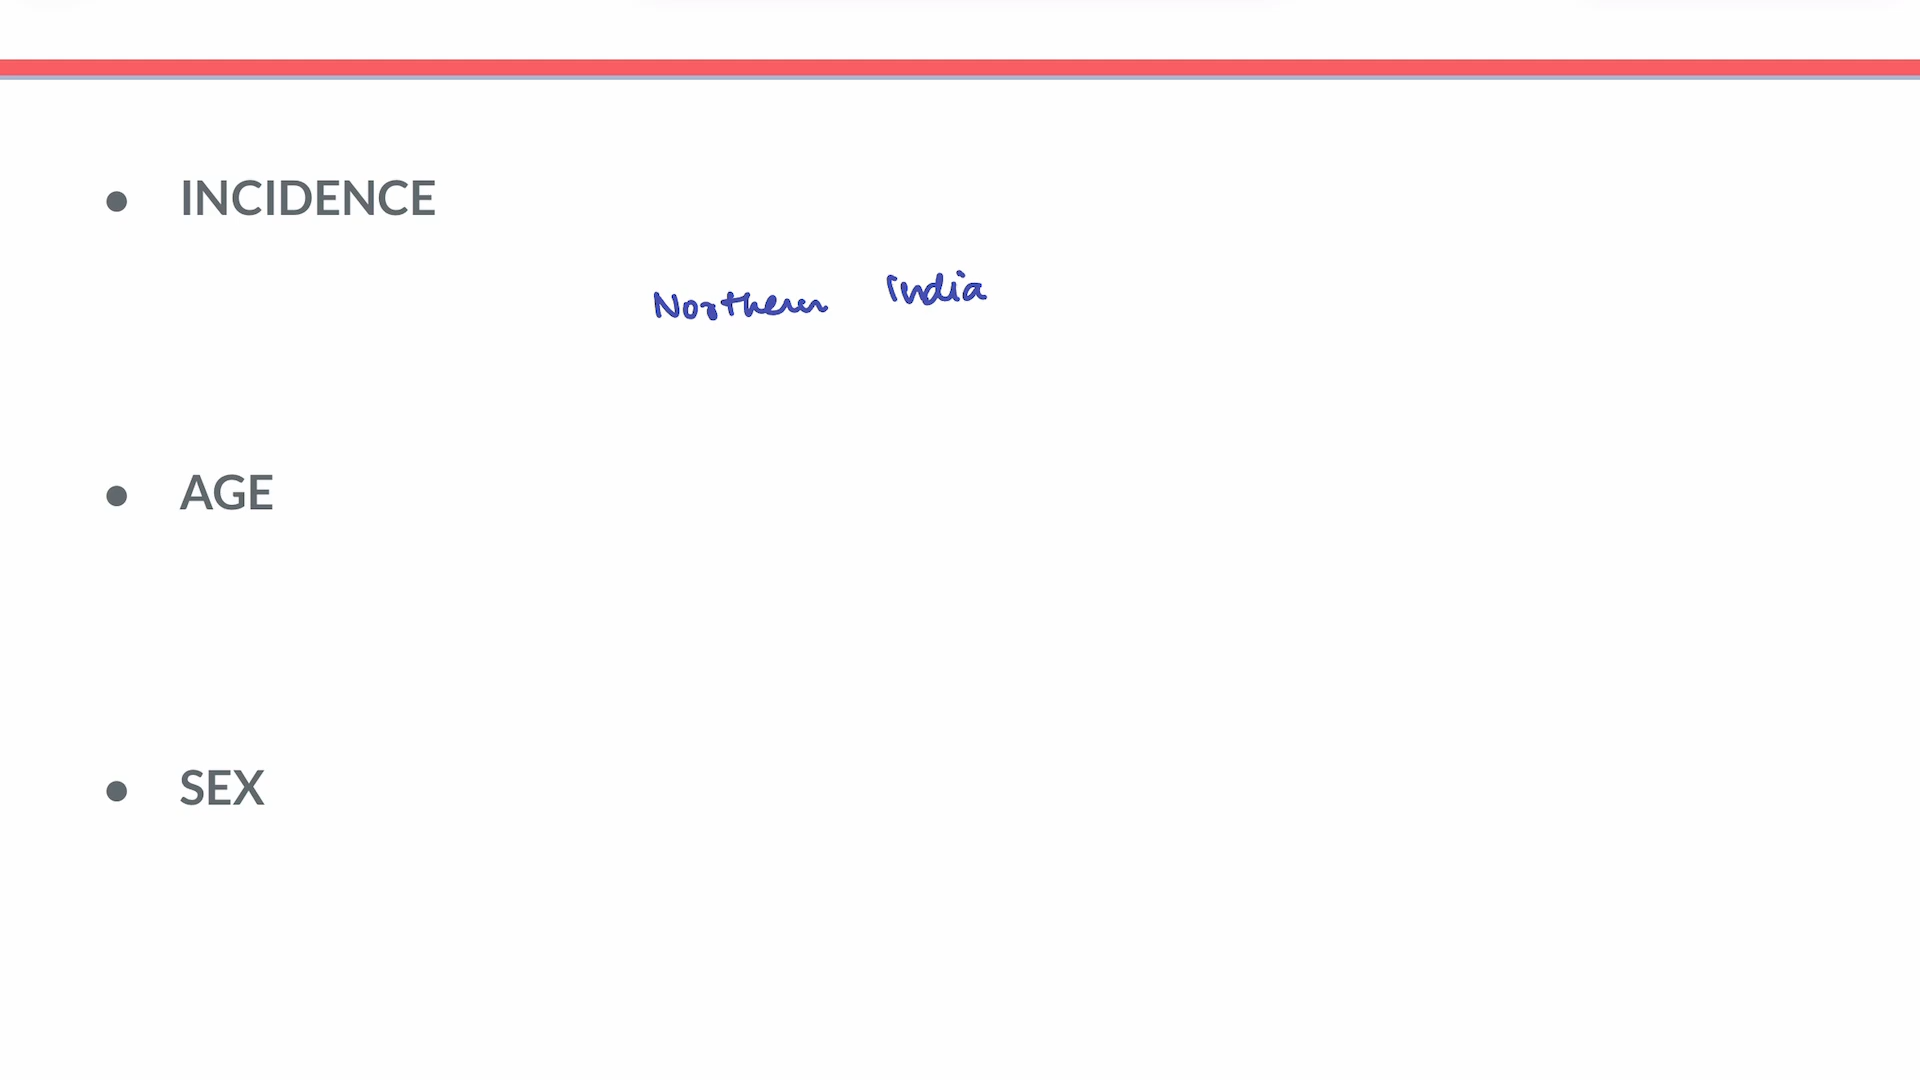 ● INCIDENCE
Northern India
● AGE
● SEX